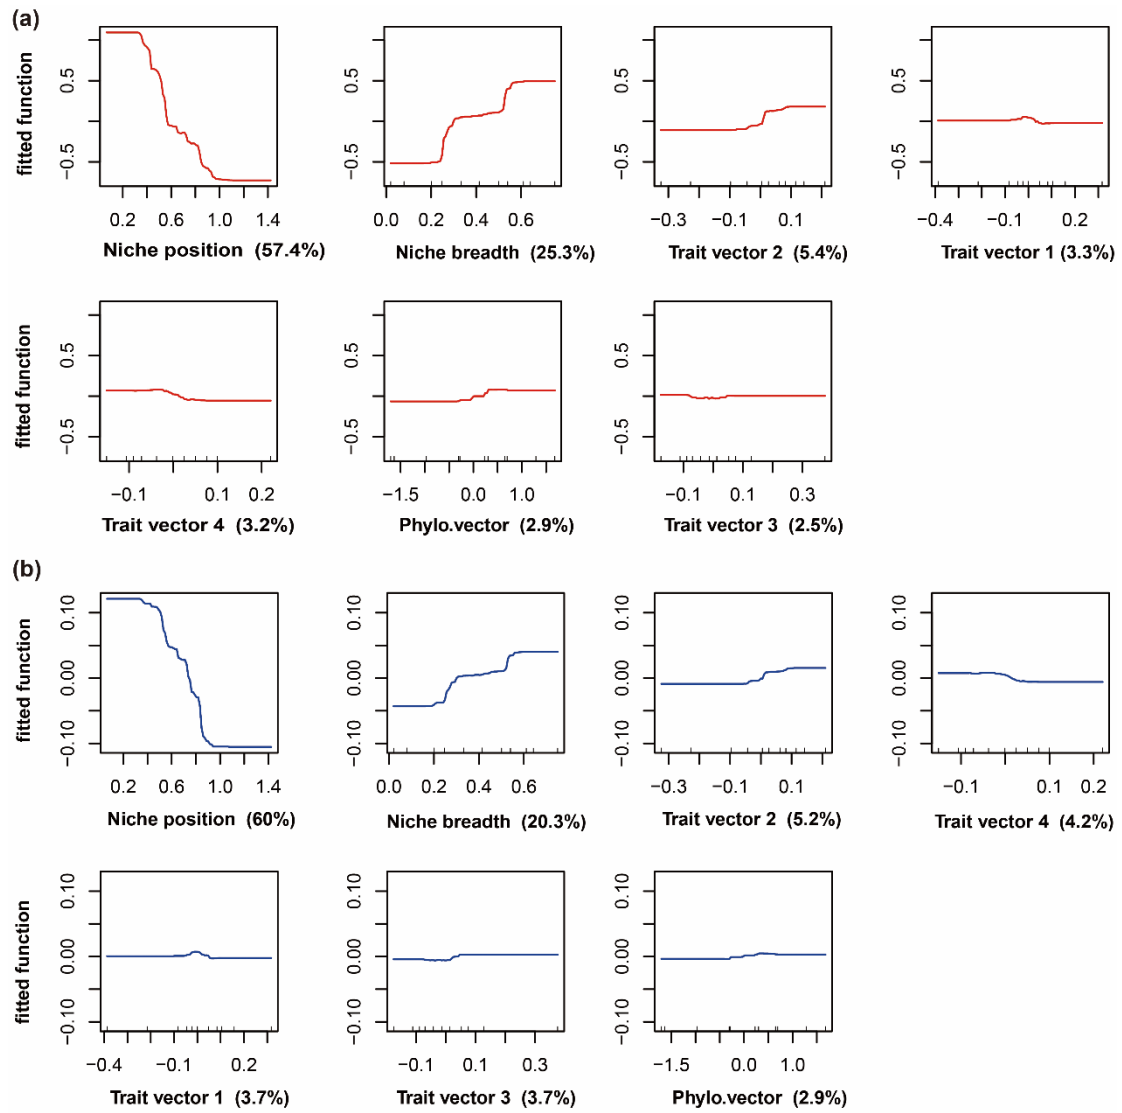 (a)
fitted function
0.5
−0.5
0.2 0.6 1.0 1.4
Niche position (57.4%)
0.0 0.2 0.4 0.6
Niche breadth (25.3%)
0.5
−0.5
−0.3 −0.1 0.1
Trait vector 2 (5.4%)
0.5
−0.5
−0.4 −0.1 0.2
Trait vector 1 (3.3%)
0.5
−0.5
fitted function
0.5
−0.5
−0.1 0.1 0.2
Trait vector 4 (3.2%)
0.5
−0.5
−1.5 0.0 1.0
Phylo.vector (2.9%)
0.5
−0.5
−0.1 0.1 0.3
Trait vector 3 (2.5%)
(b)
fitted function
0.10
0.00
−0.10
0.2 0.6 1.0 1.4
Niche position (60%)
0.10
0.00
−0.10
0.0 0.2 0.4 0.6
Niche breadth (20.3%)
0.10
0.00
−0.10
−0.3 −0.1 0.1
Trait vector 2 (5.2%)
0.10
0.00
−0.10
−0.1 0.1 0.2
Trait vector 4 (4.2%)
fitted function
0.10
0.00
−0.10
−0.4 −0.1 0.2
Trait vector 1 (3.7%)
0.10
0.00
−0.10
−0.1 0.1 0.3
Trait vector 3 (3.7%)
0.10
0.00
−0.10
−1.5 0.0 1.0
Phylo.vector (2.9%)